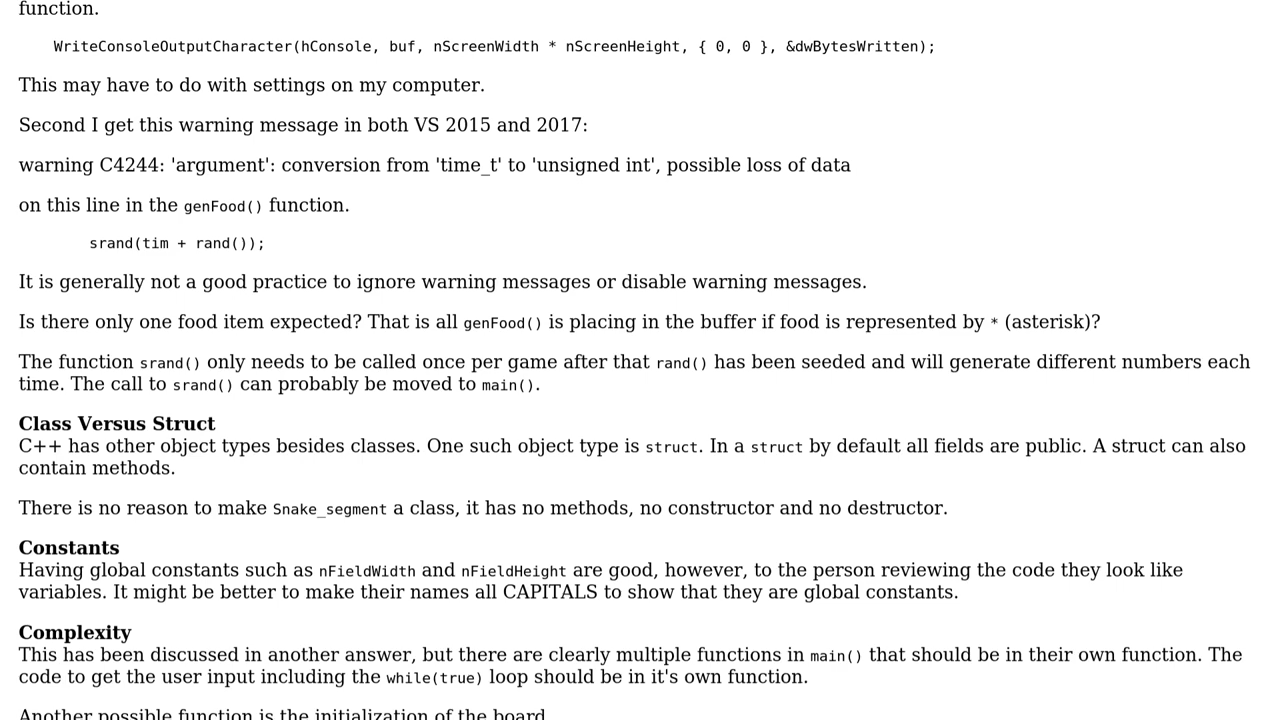 function.
WriteConsoleOutputCharacter(hConsole, buf, nScreenWidth * nScreenHeight, { 0, 0 }, &dwBytesWritten);
This may have to do with settings on my computer.
Second I get this warning message in both VS 2015 and 2017:
warning C4244: 'argument': conversion from 'time_t' to 'unsigned int', possible loss of data
on this line in the genFood() function.
srand(tim + rand());
It is generally not a good practice to ignore warning messages or disable warning messages.
Is there only one food item expected? That is all genFood() is placing in the buffer if food is represented by * (asterisk)?
The function srand() only needs to be called once per game after that rand() has been seeded and will generate different numbers each
time. The call to srand() can probably be moved to main().
Class Versus Struct
C++ has other object types besides classes. One such object type is struct. In a struct by default all fields are public. A struct can also
contain methods.
There is no reason to make Snake_segment a class, it has no methods, no constructor and no destructor.
Constants
Having global constants such as nFieldWidth and nFieldHeight are good, however, to the person reviewing the code they look like
variables. It might be better to make their names all CAPITALS to show that they are global constants.
Complexity
This has been discussed in another answer, but there are clearly multiple functions in main() that should be in their own function. The
code to get the user input including the while(true) loop should be in it's own function.
Another possible function is the initialization of the board.